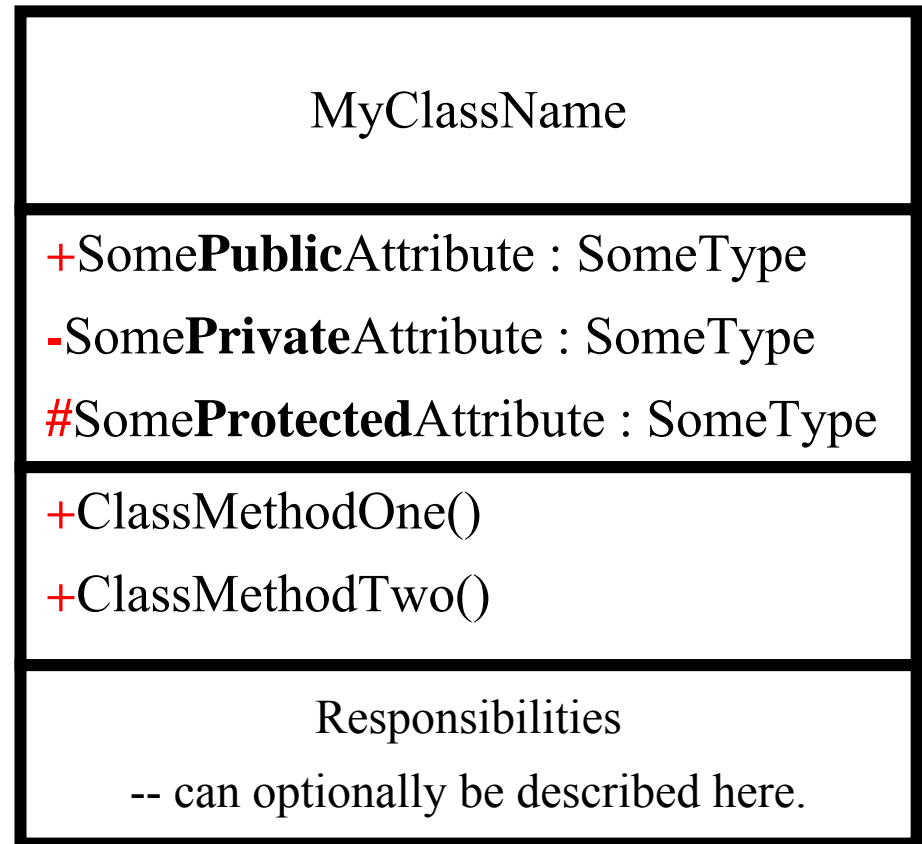 MyClassName
+SomePublicAttribute : SomeType
-SomePrivateAttribute : SomeType
#SomeProtectedAttribute : SomeType
+ClassMethodOne()
+ClassMethodTwo()
Responsibilities
-- can optionally be described here.